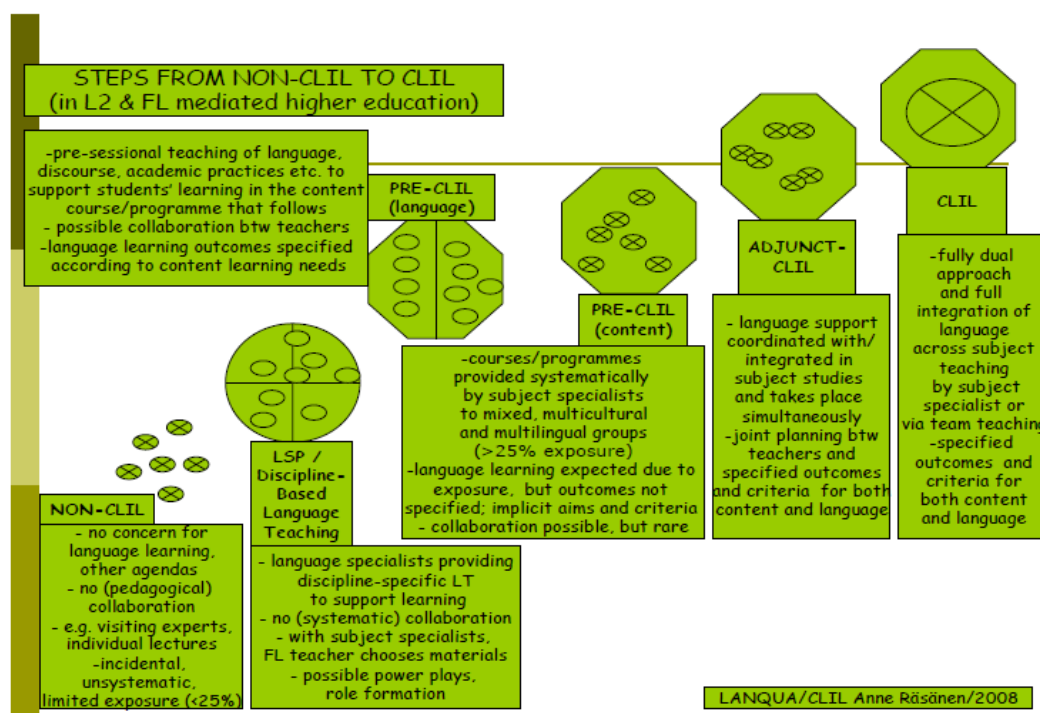 STEPS FROM NON-CLIL TO CLIL
(in L2 & FL mediated higher education)
-pre-sessional teaching of language,
discourse, academic practices etc. to
support students' learning in the content
course/programme that follows
- possible collaboration btw teachers
-language learning outcomes specified
according to content learning needs
PRE-CLIL
(language)
NON-CLIL
- no concern for
language learning,
other agendas
- no (pedagogical)
collaboration
- e.g. visiting experts,
individual lectures
-incidental,
unsystematic,
limited exposure (<25%)
LSP /
Discipline-
Based
Language
Teaching
- language specialists providing
discipline-specific LT
to support learning
- no (systematic) collaboration
- with subject specialists,
FL teacher chooses materials
- possible power plays,
role formation
PRE-CLIL
(content)
-courses/programmes
provided systematically
by subject specialists
to mixed, multicultural
and multilingual groups
(>25% exposure)
-language learning expected due to
exposure, but outcomes not
specified; implicit aims and criteria
- collaboration possible, but rare
ADJUNCT-
CLIL
- language support
coordinated with/
integrated in
subject studies
and takes place
simultaneously
-joint planning btw
teachers and
specified outcomes
and criteria for both
content and language
CLIL
-fully dual
approach
and full
integration of
language
across subject
teaching
by subject
specialist or
via team teaching
-specified
outcomes and
criteria for
both content
and language
LANQUA/CLIL Anne Räsänen/2008